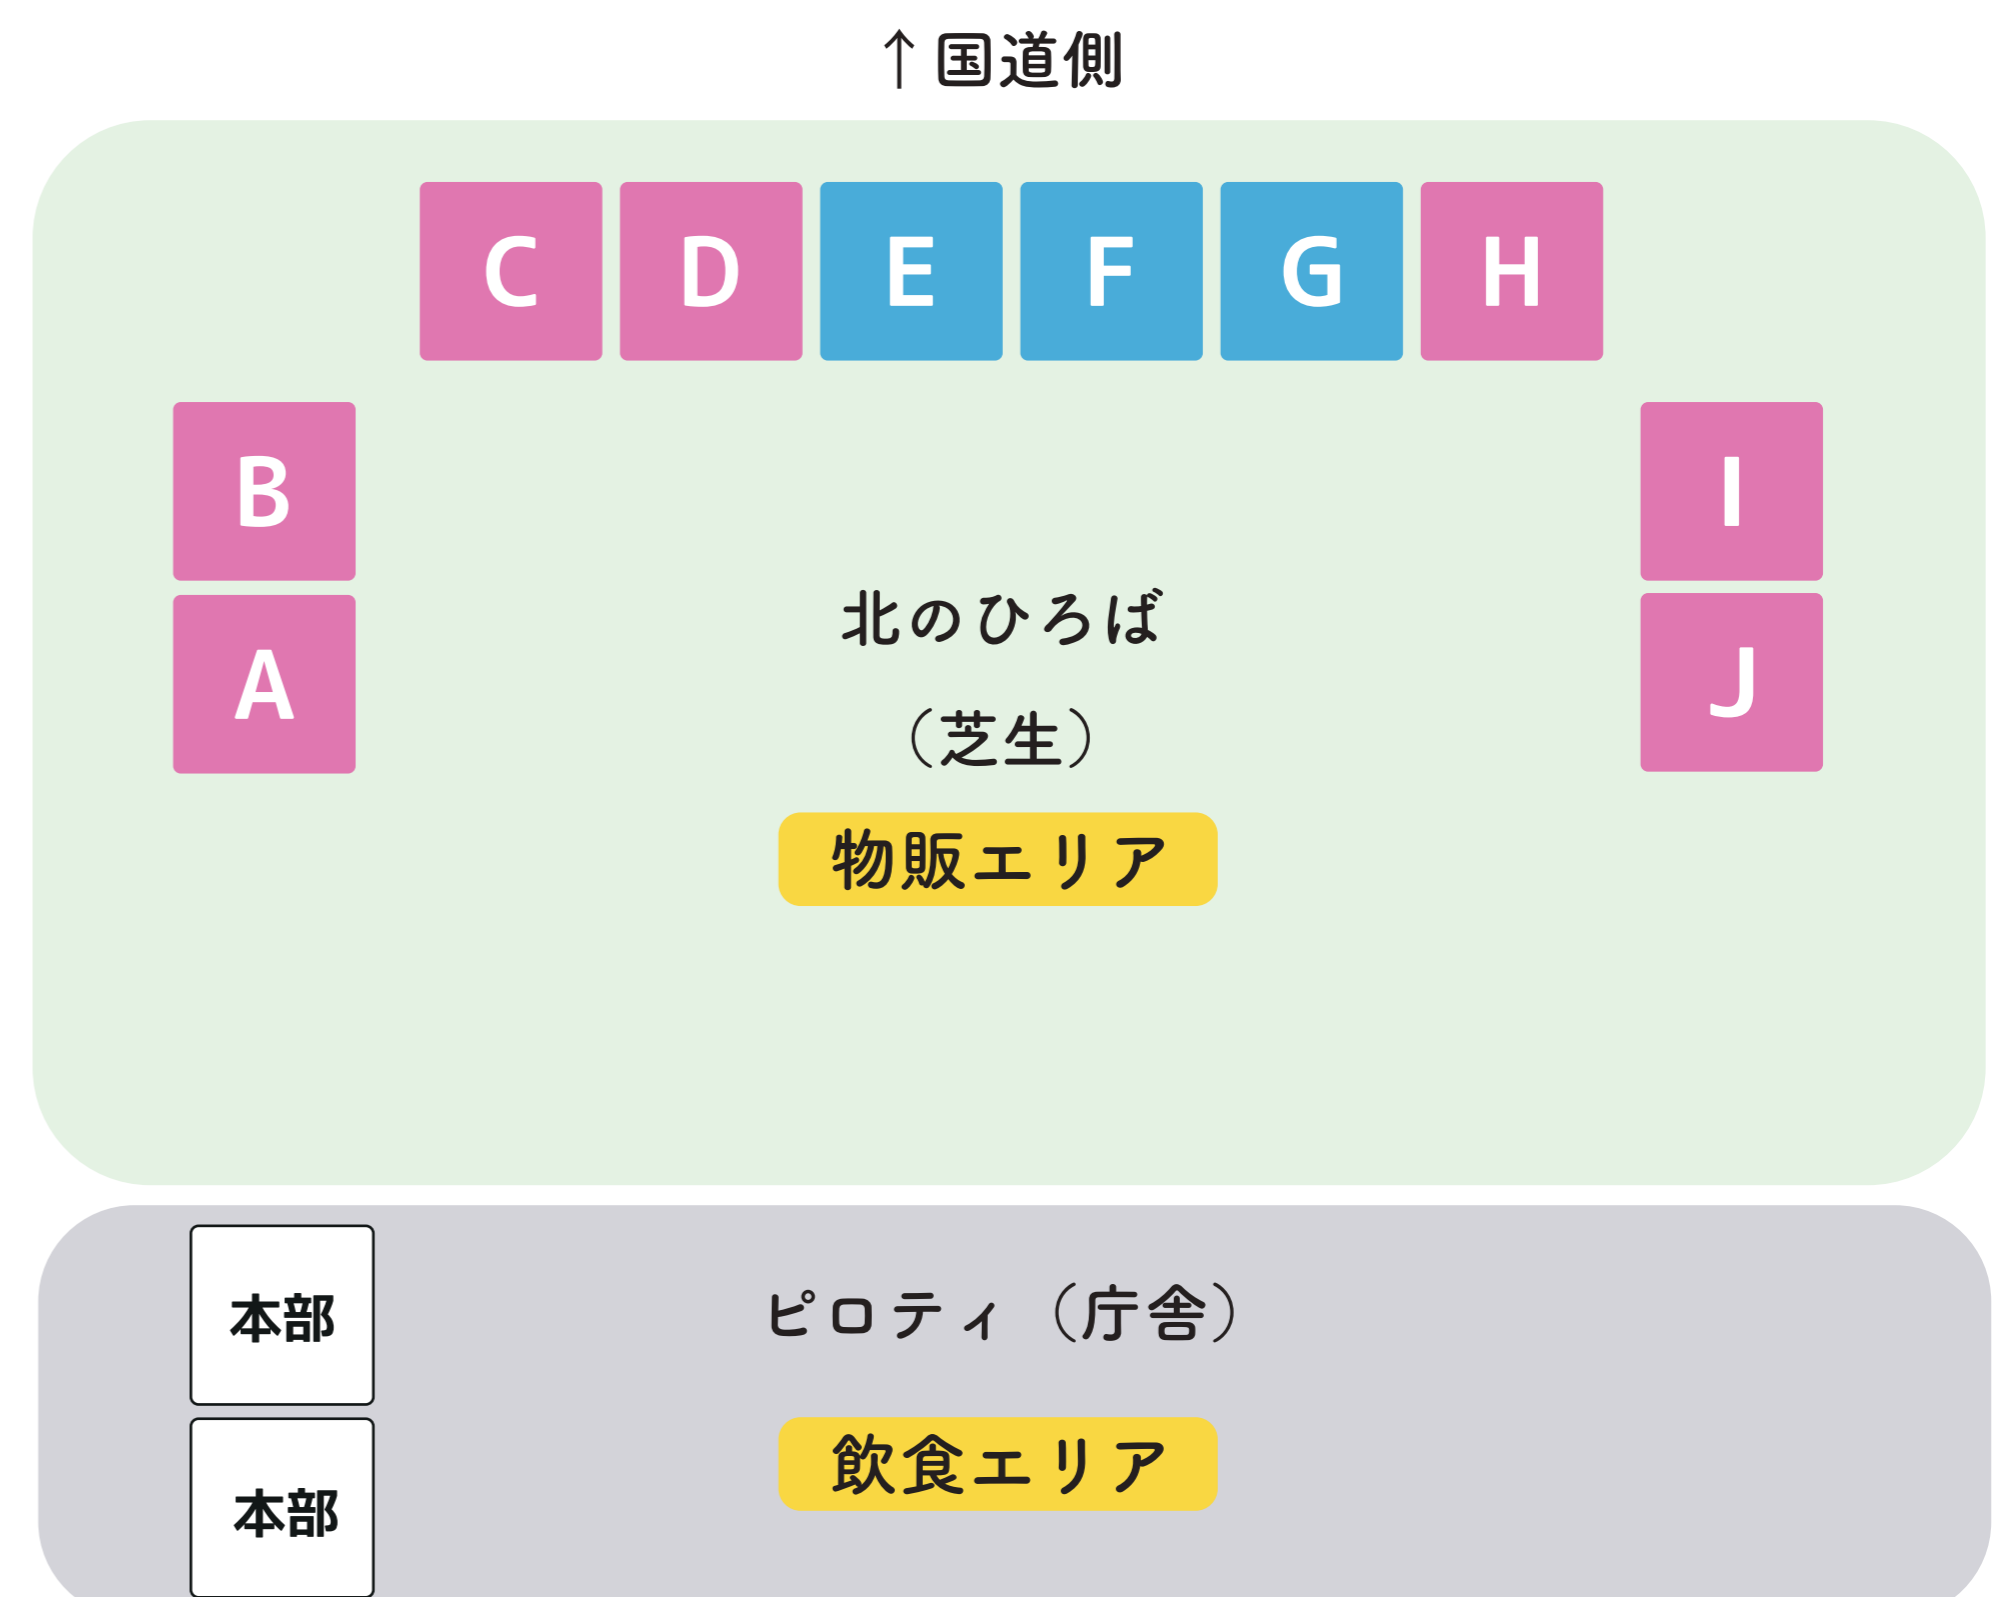 ↑国道側
C D E F G H
B I
A J
北のひろば
（芝生）
物販エリア
本部
ピロティ（庁舎）
飲食エリア
本部